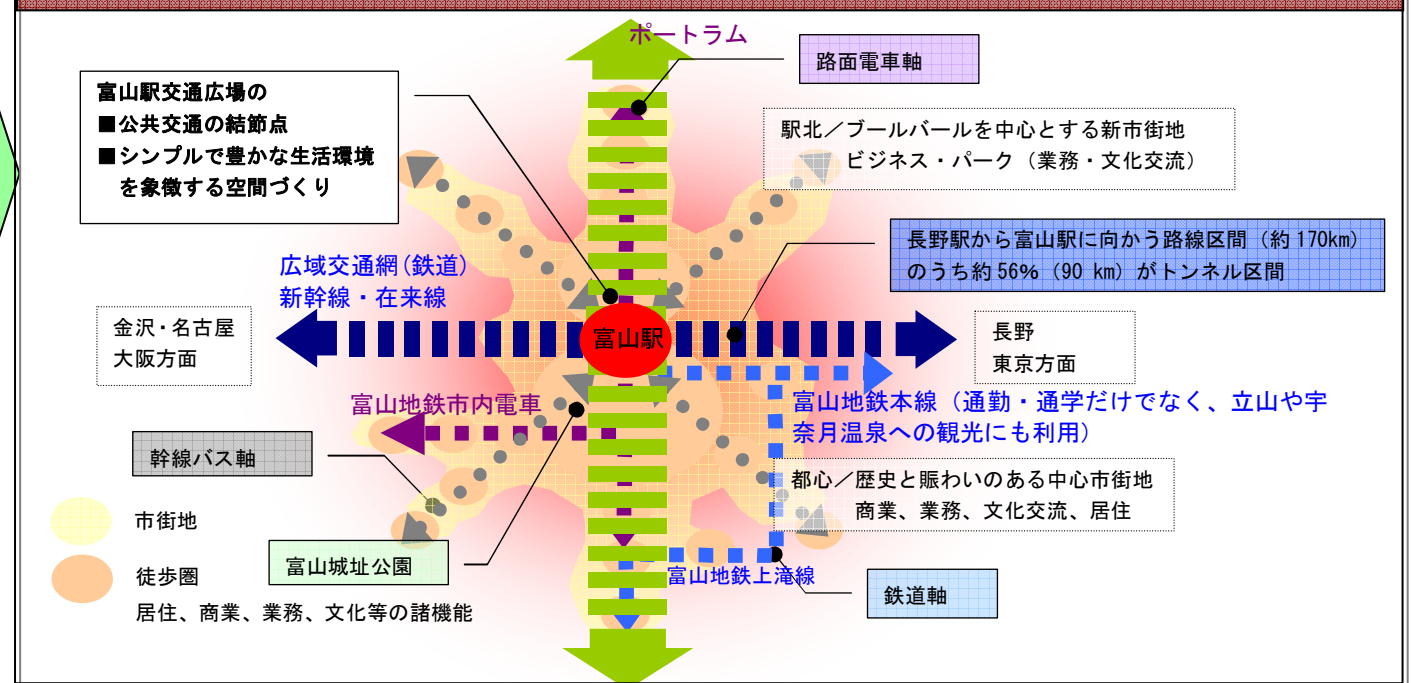 ポートラム
路面電車軸
富山駅交通広場の
■公共交通の結節点
■シンプルで豊かな生活環境
を象徴する空間づくり
駅北／ブールバールを中心とする新市街地
ビジネス・パーク（業務・文化交流）
長野駅から富山駅に向かう路線区間（約170km）
のうち約56%（90 km）がトンネル区間
広域交通網(鉄道)
新幹線・在来線
金沢・名古屋
大阪方面
富山駅
長野
東京方面
富山地鉄市内電車
富山地鉄本線（通勤・通学だけでなく、立山や宇
奈月温泉への観光にも利用）
幹線バス軸
都心／歴史と賑わいのある中心市街地
商業、業務、文化交流、居住
市街地
富山城址公園
徒歩圏
富山地鉄上滝線
鉄道軸
居住、商業、業務、文化等の諸機能